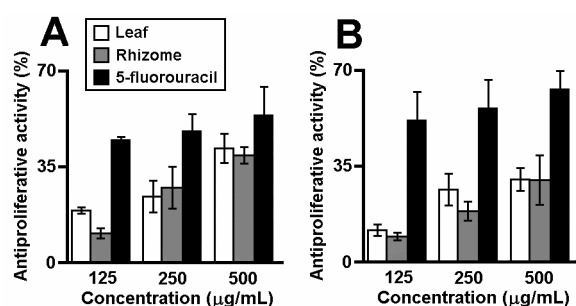 A
Leaf
Rhizome
5-fluorouracil
Antiproliferative activity (%)
70
35
0
125 250 500
Concentration (µg/mL)
B
Antiproliferative activity (%)
70
35
0
125 250 500
Concentration (µg/mL)